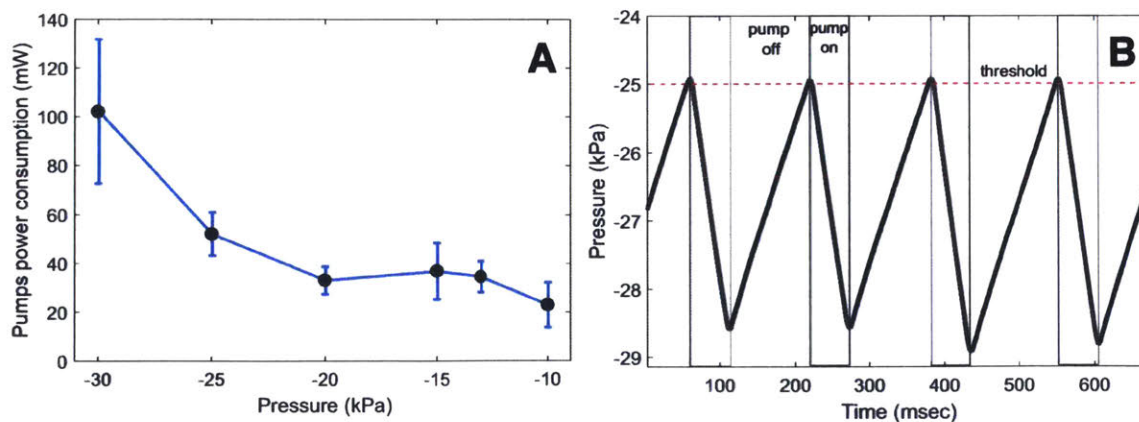 A
Pumps power consumption (mW)
140
120
100
80
60
40
20
0
-30
-25
-20
-15
-10
Pressure (kPa)
B
pump
off
pump
on
threshold
Pressure (kPa)
-24
-25
-26
-27
-28
-29
100
200
300
400
500
600
Time (msec)